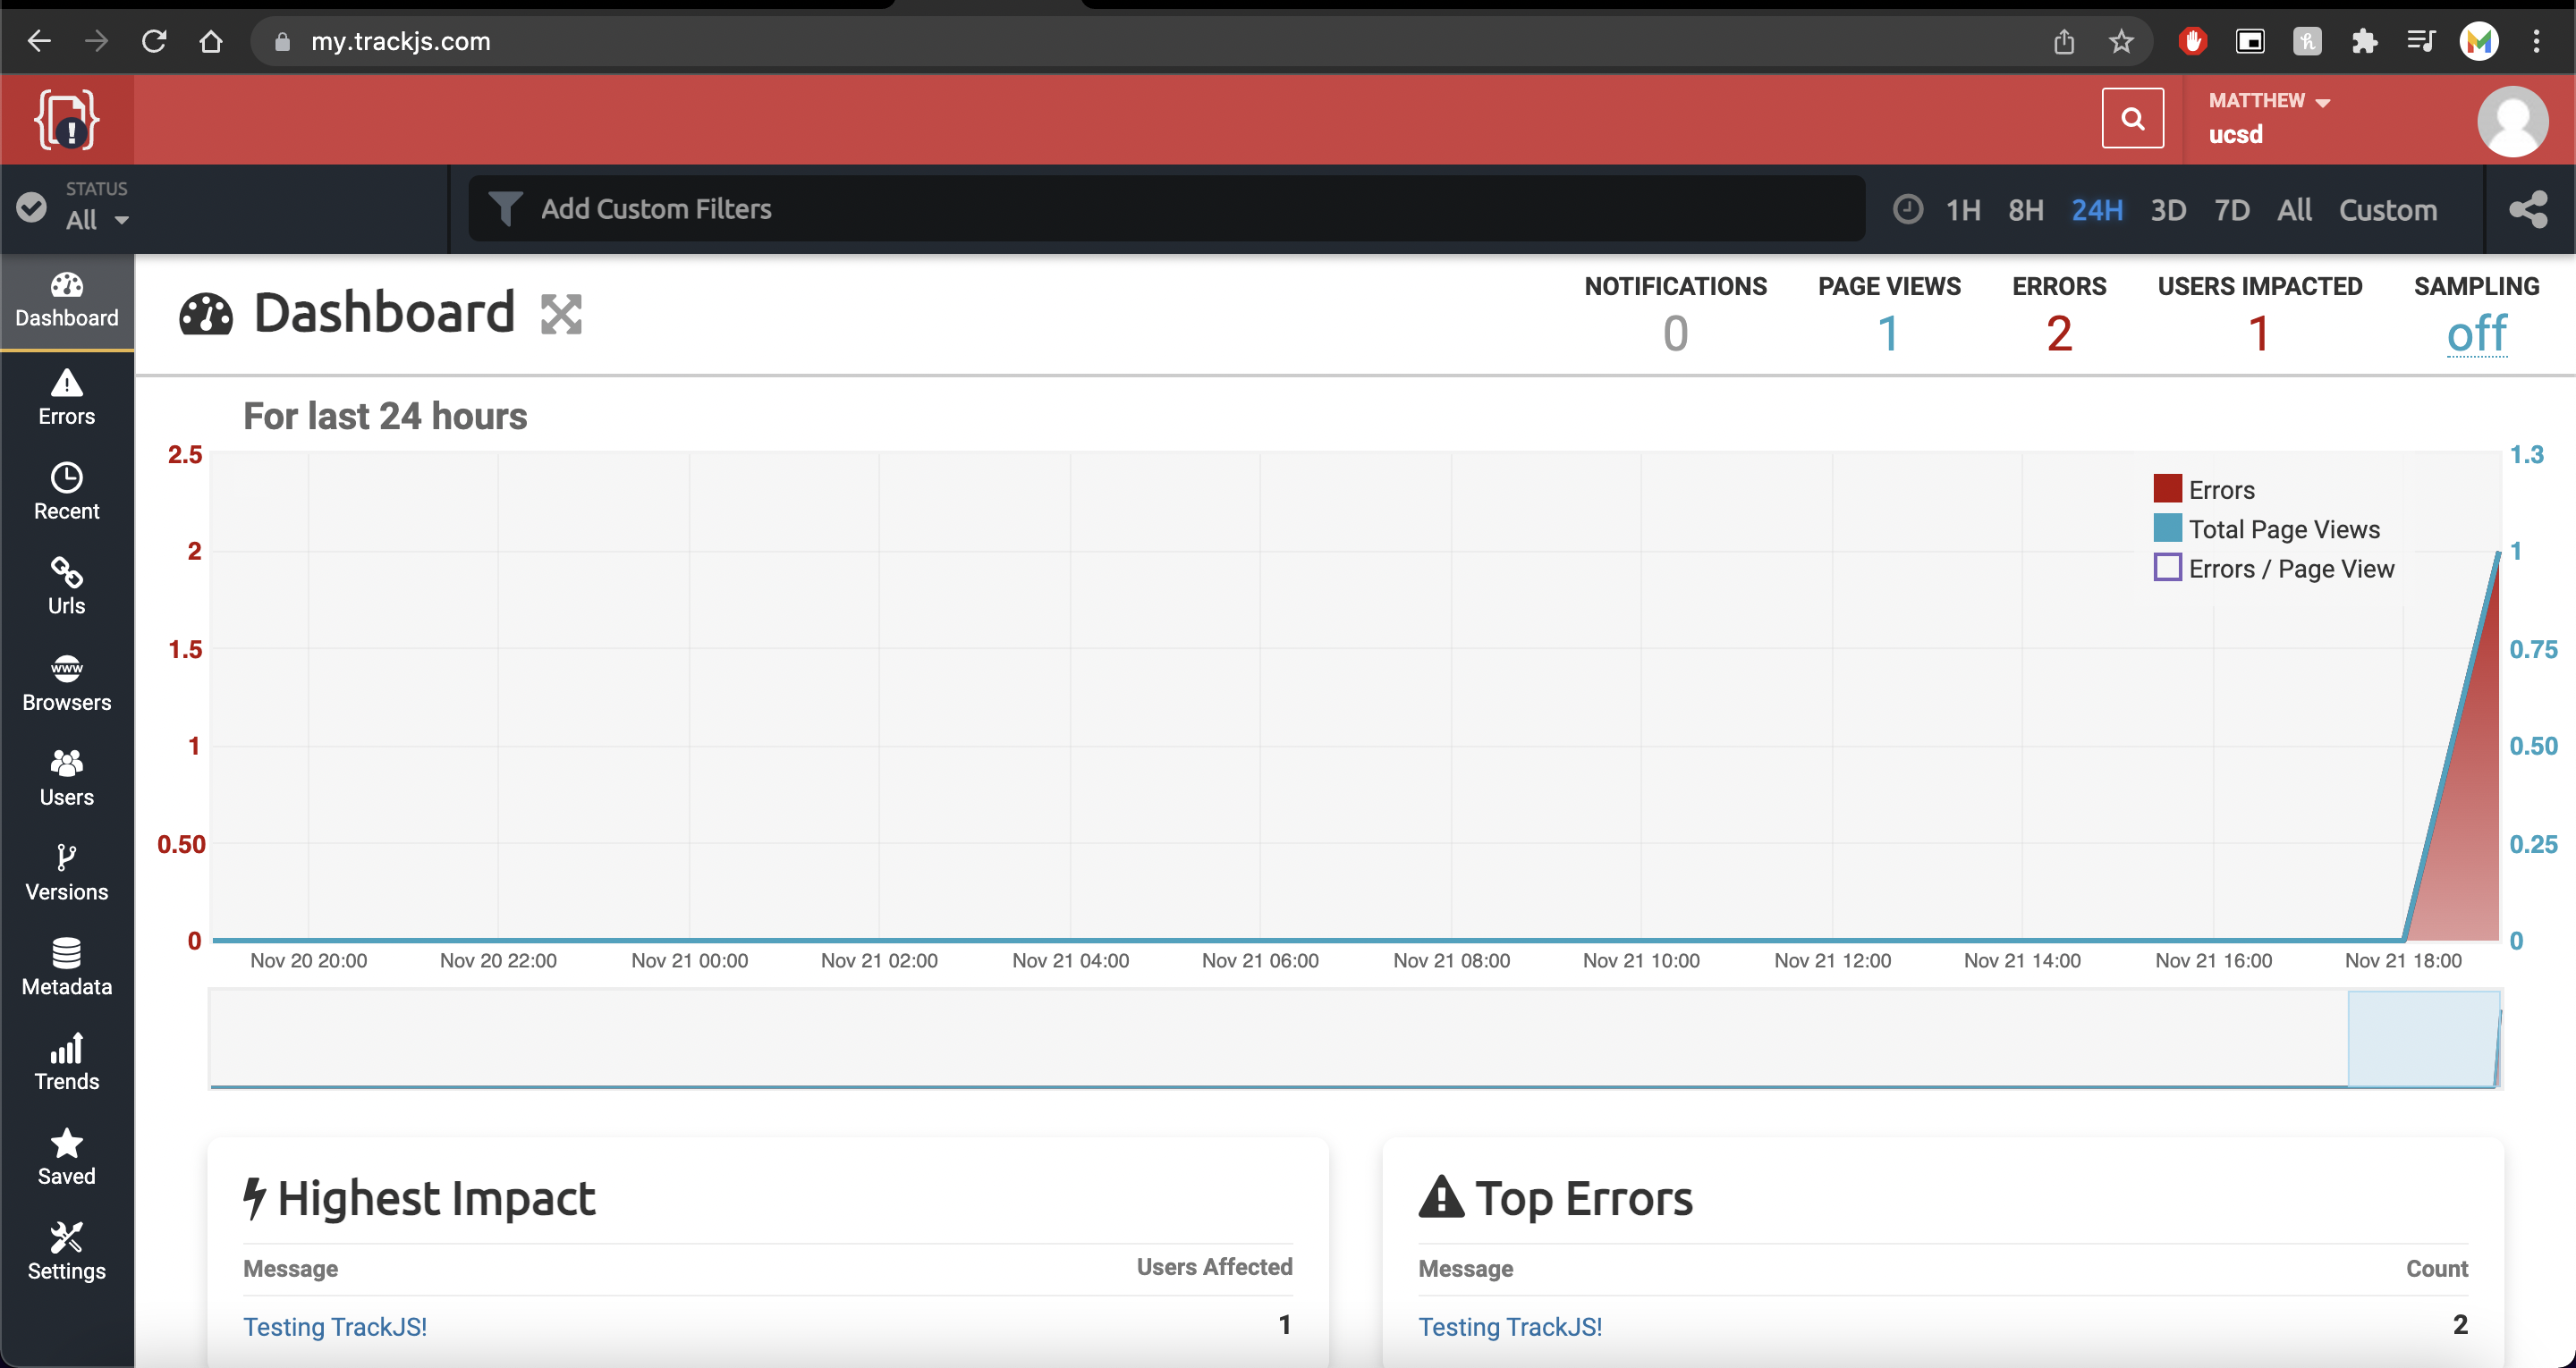 my.trackjs.com
MATTHEW
ucsd
STATUS
All
Add Custom Filters
1H 8H 24H 3D 7D All Custom
Dashboard
Errors
Recent
Urls
www
Browsers
Users
Versions
Metadata
Trends
Saved
Settings
Dashboard
NOTIFICATIONS PAGE VIEWS ERRORS USERS IMPACTED SAMPLING
0 1 2 1 off
For last 24 hours
2.5
2
1.5
1
0.50
0
1.3
1
0.75
0.50
0.25
0
Errors
Total Page Views
Errors / Page View
Nov 20 20:00 Nov 20 22:00 Nov 21 00:00 Nov 21 02:00 Nov 21 04:00 Nov 21 06:00 Nov 21 08:00 Nov 21 10:00 Nov 21 12:00 Nov 21 14:00 Nov 21 16:00 Nov 21 18:00
Highest Impact
Message Users Affected
Testing TrackJS! 1
Top Errors
Message Count
Testing TrackJS! 2